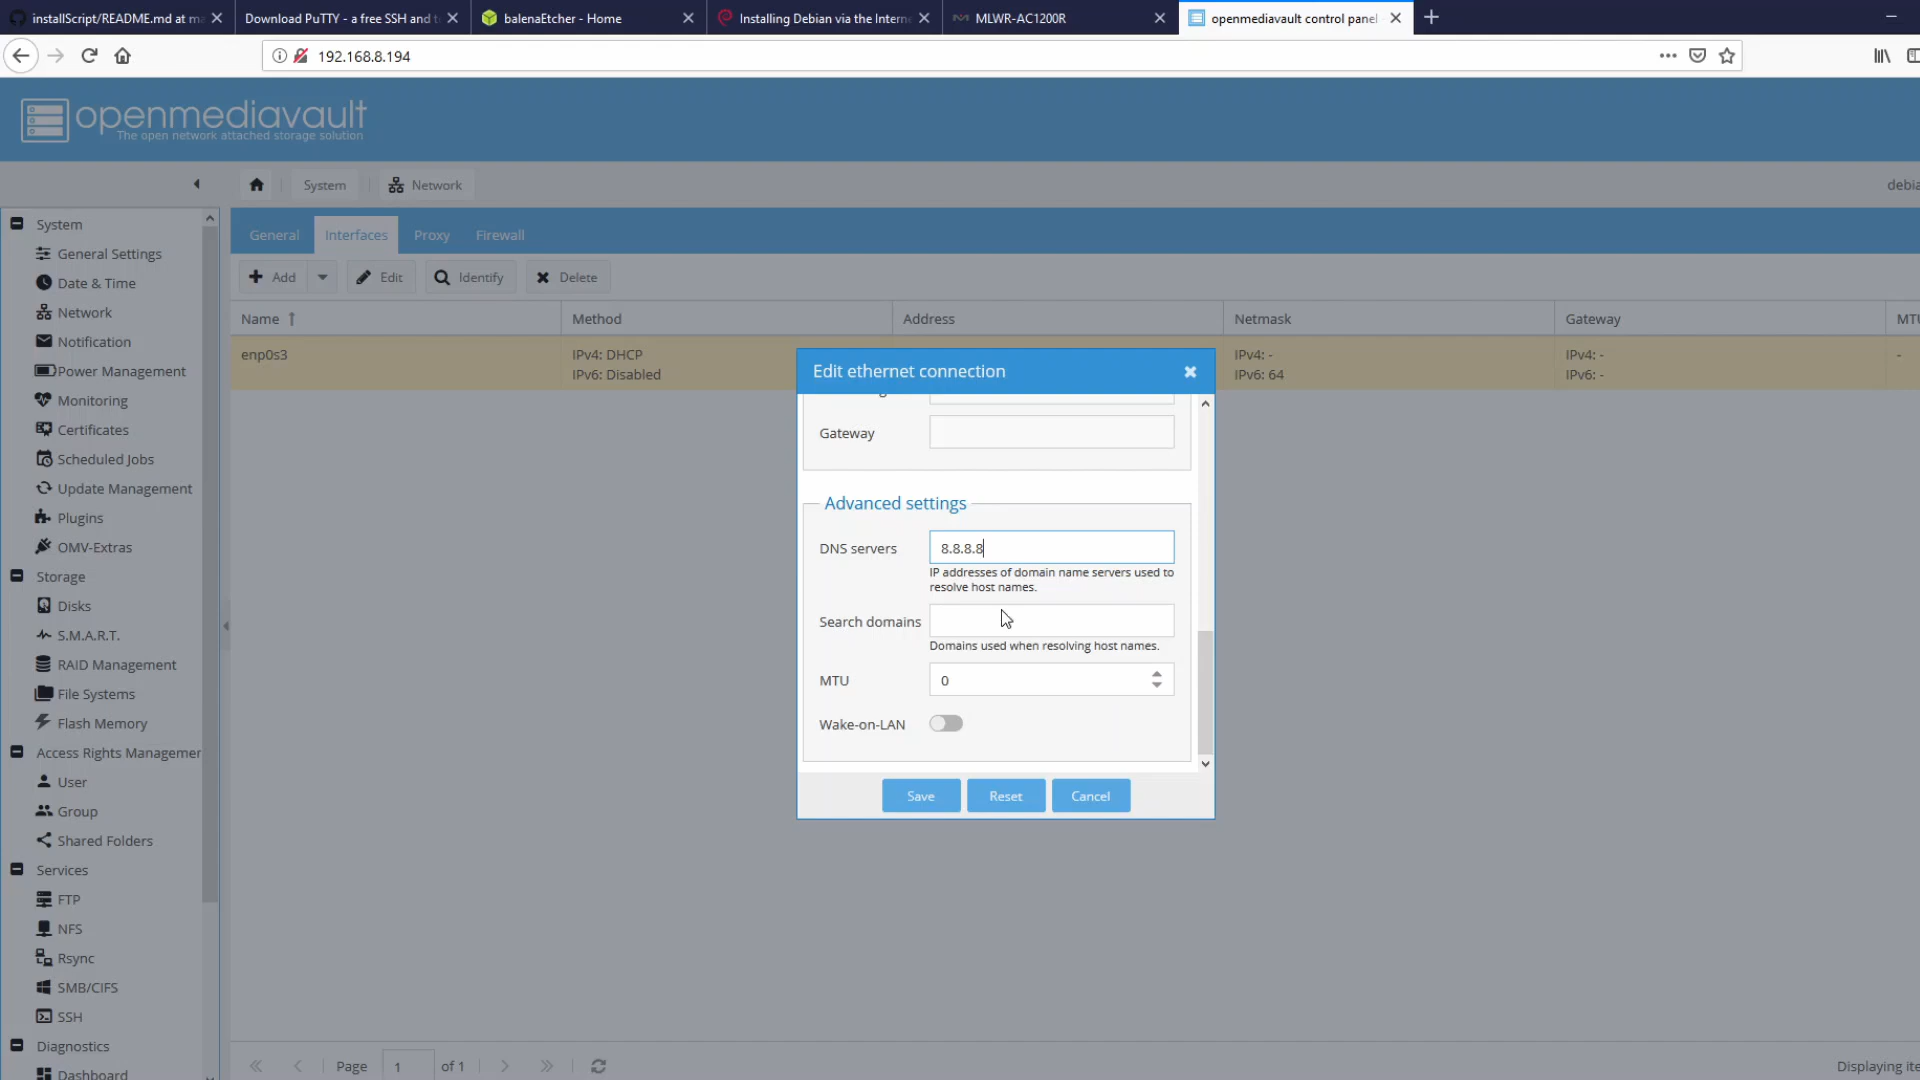 installScript/README.md at ma
Download PuTTY - a free SSH and t
balenaEtcher - Home
Installing Debian via the Intern
MLWR-AC1200R
openmediavault control panel
192.168.8.194
openmediavault
The open network attached storage solution
System
Network
debia
System
General Settings
Date & Time
Network
Notification
Power Management
Monitoring
Certificates
Scheduled Jobs
Update Management
Plugins
OMV-Extras
Storage
Disks
S.M.A.R.T.
RAID Management
File Systems
Flash Memory
Access Rights Managemen
User
Group
Shared Folders
Services
FTP
NFS
Rsync
SMB/CIFS
SSH
Diagnostics
Dashboard
General
Interfaces
Proxy
Firewall
Add
Edit
Identify
Delete
Name
Method
Address
Netmask
Gateway
MTU
enp0s3
IPv4: DHCP
IPv6: Disabled
IPv4: -
IPv6: 64
IPv4: -
IPv6: -
-
Edit ethernet connection
Gateway
Advanced settings
DNS servers
8.8.8.8
IP addresses of domain name servers used to
resolve host names.
Search domains
Domains used when resolving host names.
MTU
0
Wake-on-LAN
Save
Reset
Cancel
Page
1
of 1
Displaying ite